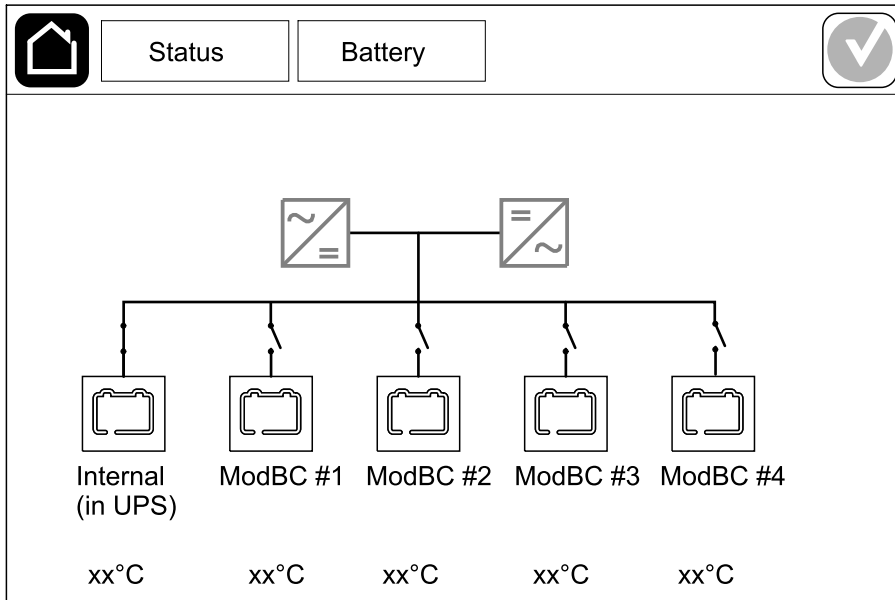 Status Battery
Internal ModBC #1 ModBC #2 ModBC #3 ModBC #4
(in UPS)
xx°C xx°C xx°C xx°C xx°C